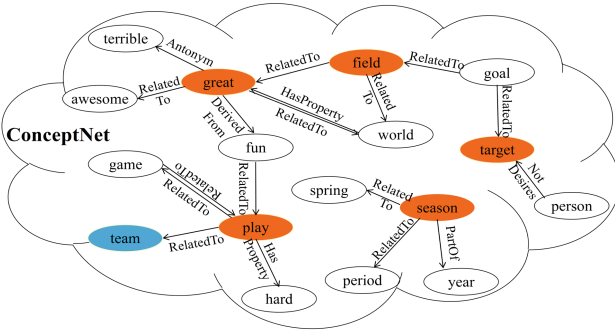 terrible
Antonym
great
awesome
Related
To
RelatedTo
field
RelatedTo
goal
Related
To
HasProperty
RelatedTo
world
RelatedTo
target
Not
Desires
person
ConceptNet
Derived
From
fun
game
RelatedTo
RelatedTo
RelatedTo
team
RelatedTo
play
Has
Property
hard
spring
Related
To
season
RelatedTo
PartOf
period
year